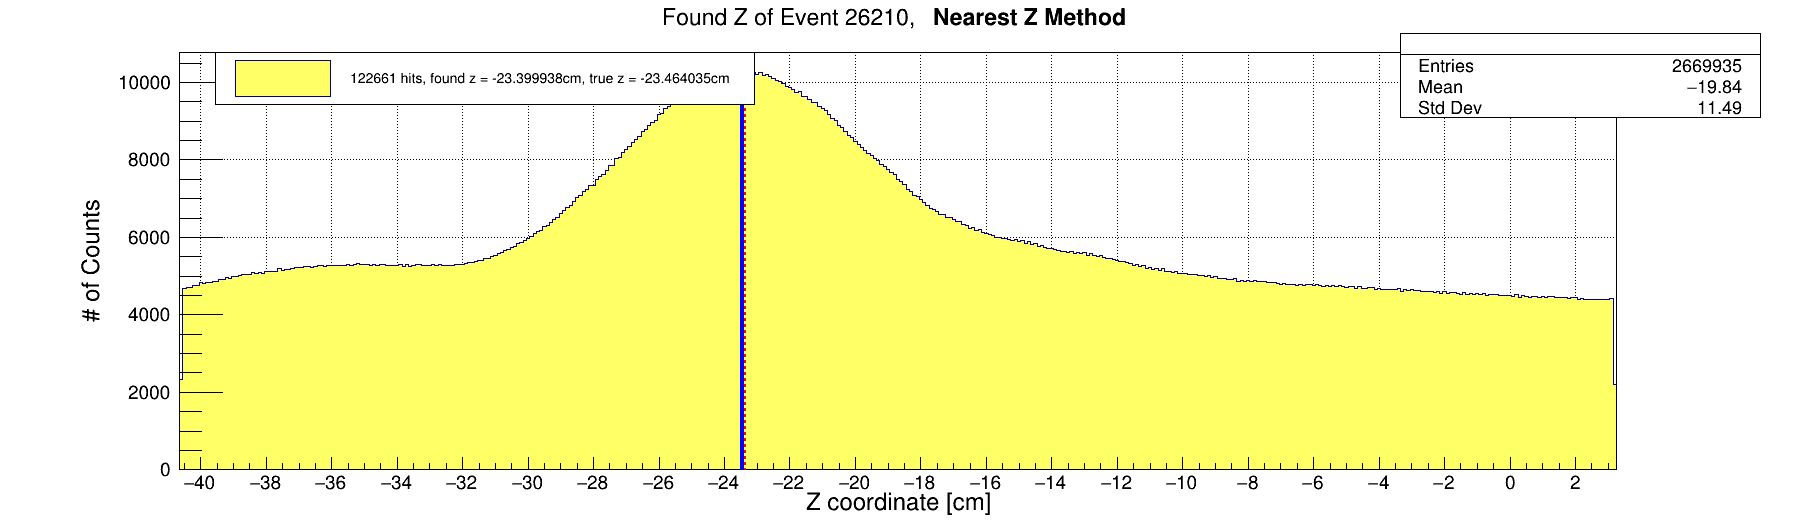 Found Z of Event 26210, Nearest Z Method
122661 hits, found z = -23.399938cm, true z = -23.464035cm
Entries 2669935
Mean −19.84
Std Dev 11.49
# of Counts
10000
8000
6000
4000
2000
0
−40 −38 −36 −34 −32 −30 −28 −26 −24 −22 −20 −18 −16 −14 −12 −10 −8 −6 −4 −2 0 2
Z coordinate [cm]